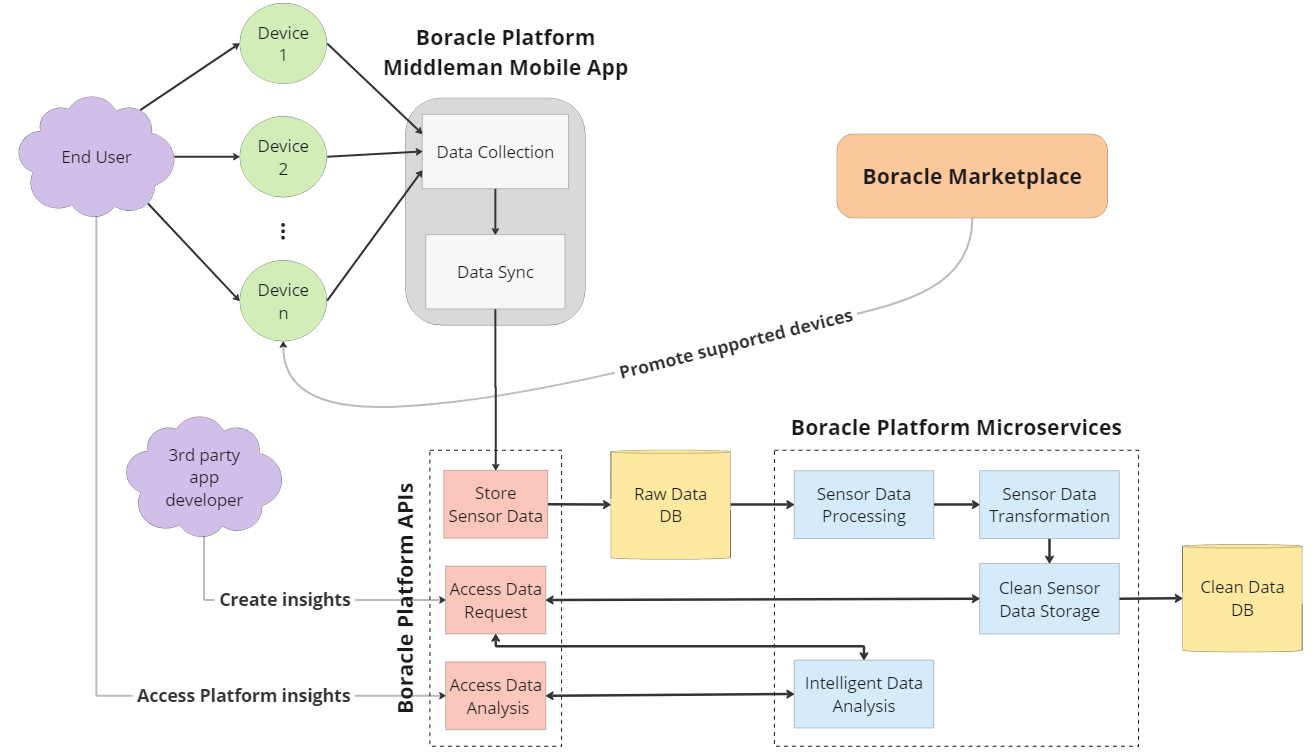 Device
1
Boracle Platform
Middleman Mobile App
End User
Device
2
Data Collection
Boracle Marketplace
Device
n
Data Sync
Promote supported devices
3rd party
app
developer
Boracle Platform APIs
Boracle Platform Microservices
Store
Sensor Data
Raw Data
DB
Sensor Data
Processing
Sensor Data
Transformation
Create insights
Access Data
Request
Clean Sensor
Data Storage
Clean Data
DB
Access Platform insights
Access Data
Analysis
Intelligent Data
Analysis